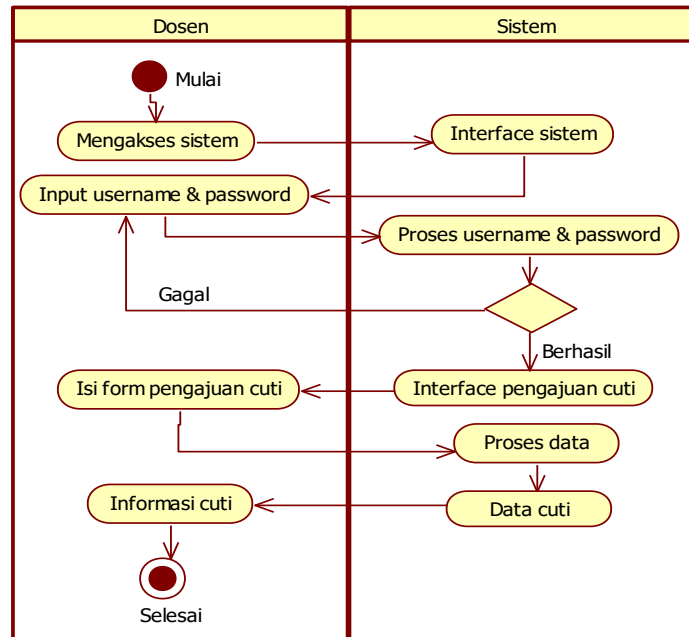 Dosen
Sistem
Mulai
Mengakses sistem
Interface sistem
Input username & password
Proses username & password
Gagal
Berhasil
Isi form pengajuan cuti
Interface pengajuan cuti
Proses data
Informasi cuti
Data cuti
Selesai